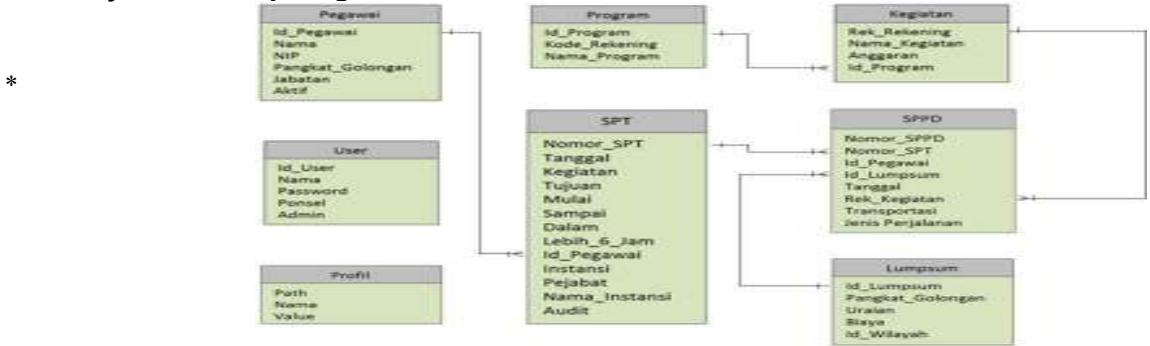 Pegawai
Id_Pegawai
Nama
NIP
Pangkat_Golongan
Jabatan
Aktif
Program
Id_Program
Kode_Rekening
Nama_Program
Kegiatan
Rek_Rekening
Nama_Kegiatan
Anggaran
Id_Program
*
User
Id_User
Nama
Password
Ponsel
Admin
SPT
Nomor_SPT
Tanggal
Kegiatan
Tujuan
Mulai
Sampai
Dalam
Lebih_6_Jam
Id_Pegawai
Instansi
Pejabat
Nama_Instansi
Audit
SPPD
Nomor_SPPD
Nomor_SPT
Id_Pegawai
Id_Lumpsum
Tanggal
Rek_Kegiatan
Transportasi
Jenis Perjalanan
Profil
Path
Nama
Value
Lumpsum
Id_Lumpsum
Pangkat_Golongan
Uraian
Biaya
Id_Wilayah